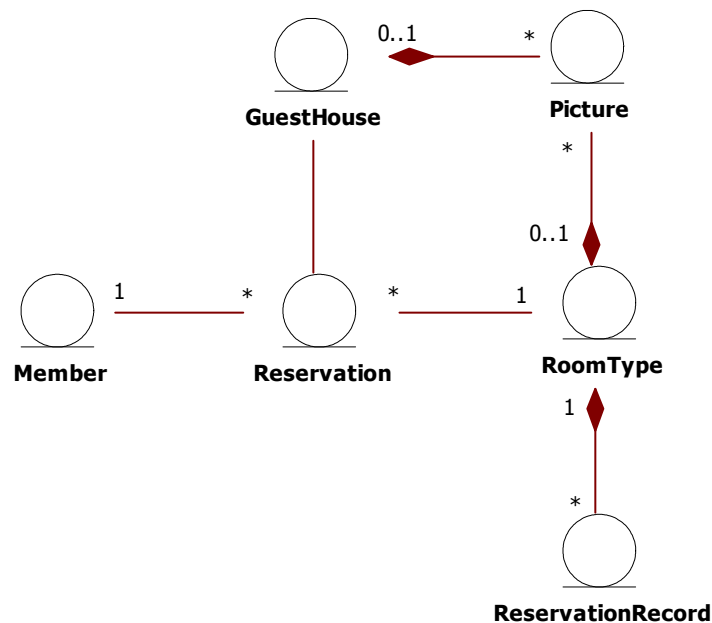 0..1
*
GuestHouse
Picture
*
0..1
1
*
*
1
Member
Reservation
RoomType
1
*
ReservationRecord